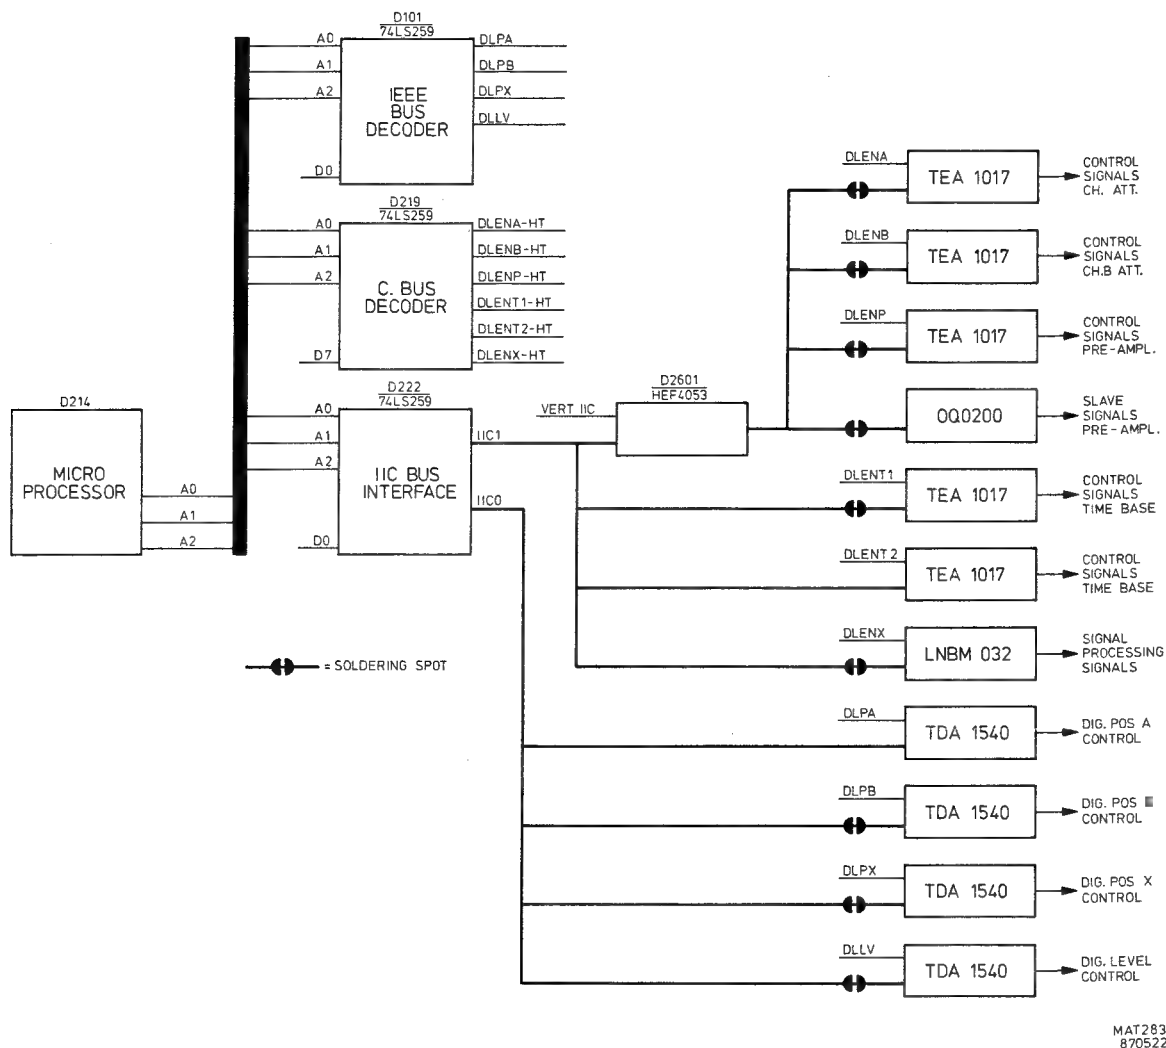 D101
74LS259
A0
A1
A2
D0
IEEE
BUS
DECODER
DLPA
DLPB
DLPX
DLLV
D219
74LS259
A0
A1
A2
D7
C. BUS
DECODER
DLENA-HT
DLENB-HT
DLENP-HT
DLENT1-HT
DLENT2-HT
DLENX-HT
D222
74LS259
A0
A1
A2
D0
IIC BUS
INTERFACE
IIC1
IIC0
D214
MICRO
PROCESSOR
A0
A1
A2
= SOLDERING SPOT
VERT IIC
D2601
HEF4053
DLENA
TEA 1017
CONTROL
SIGNALS
CH. ATT.
DLENB
TEA 1017
CONTROL
SIGNALS
CH.B ATT.
DLENP
TEA 1017
CONTROL
SIGNALS
PRE-AMPL.
OQ0200
SLAVE
SIGNALS
PRE-AMPL.
DLENT1
TEA 1017
CONTROL
SIGNALS
TIME BASE
DLENT2
TEA 1017
CONTROL
SIGNALS
TIME BASE
DLENX
LNBM 032
SIGNAL
PROCESSING
SIGNALS
DLPA
TDA 1540
DIG. POS A
CONTROL
DLPB
TDA 1540
DIG. POS
CONTROL
DLPX
TDA 1540
DIG. POS X
CONTROL
DLLV
TDA 1540
DIG. LEVEL
CONTROL
MAT283
870522